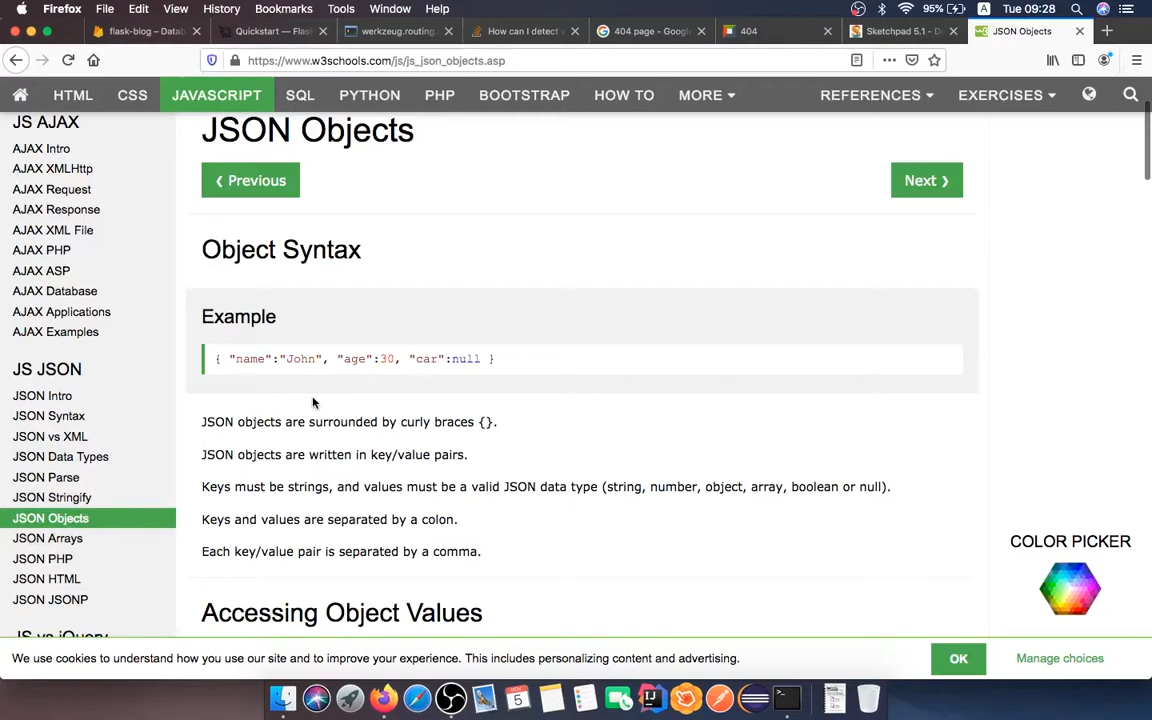 Firefox File Edit View History Bookmarks Tools Window Help 95% A Tue 09:28
flask-blog – Datab Quickstart — Flas werkzeug.routing. How can I detect w 404 page - Google 404 Sketchpad 5.1 - D JSON Objects
https://www.w3schools.com/js/js_json_objects.asp
HTML CSS JAVASCRIPT SQL PYTHON PHP BOOTSTRAP HOW TO MORE REFERENCES EXERCISES
JS AJAX
AJAX Intro
AJAX XMLHttp
AJAX Request
AJAX Response
AJAX XML File
AJAX PHP
AJAX ASP
AJAX Database
AJAX Applications
AJAX Examples
JS JSON
JSON Intro
JSON Syntax
JSON vs XML
JSON Data Types
JSON Parse
JSON Stringify
JSON Objects
JSON Arrays
JSON PHP
JSON HTML
JSON JSONP
JS vs jQuery
JSON Objects
❮ Previous
Next ❯
Object Syntax
Example
{ "name":"John", "age":30, "car":null }
JSON objects are surrounded by curly braces {}.
JSON objects are written in key/value pairs.
Keys must be strings, and values must be a valid JSON data type (string, number, object, array, boolean or null).
Keys and values are separated by a colon.
Each key/value pair is separated by a comma.
Accessing Object Values
COLOR PICKER
We use cookies to understand how you use our site and to improve your experience. This includes personalizing content and advertising.
OK
Manage choices
NOV
5